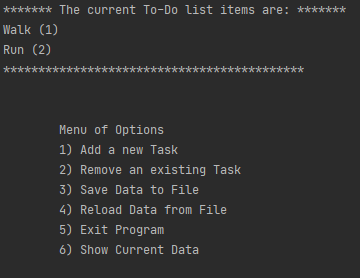 ******* The current To-Do list items are: *******
Walk (1)
Run (2)
*******************************************
Menu of Options
1) Add a new Task
2) Remove an existing Task
3) Save Data to File
4) Reload Data from File
5) Exit Program
6) Show Current Data